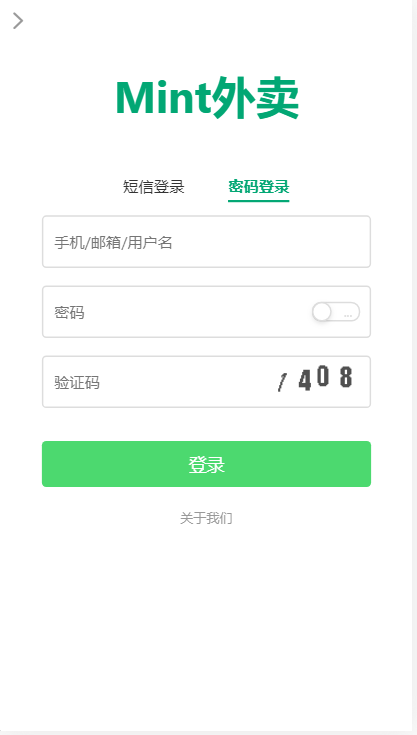 Mint外卖
短信登录 密码登录
手机/邮箱/用户名
密码 ...
验证码 1408
登录
关于我们